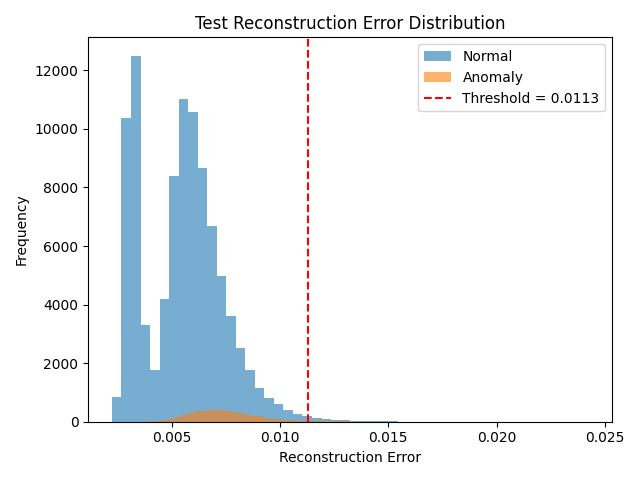 Test Reconstruction Error Distribution
Normal
Anomaly
Threshold = 0.0113
Frequency
12000
10000
8000
6000
4000
2000
0
0.005
0.010
0.015
0.020
0.025
Reconstruction Error